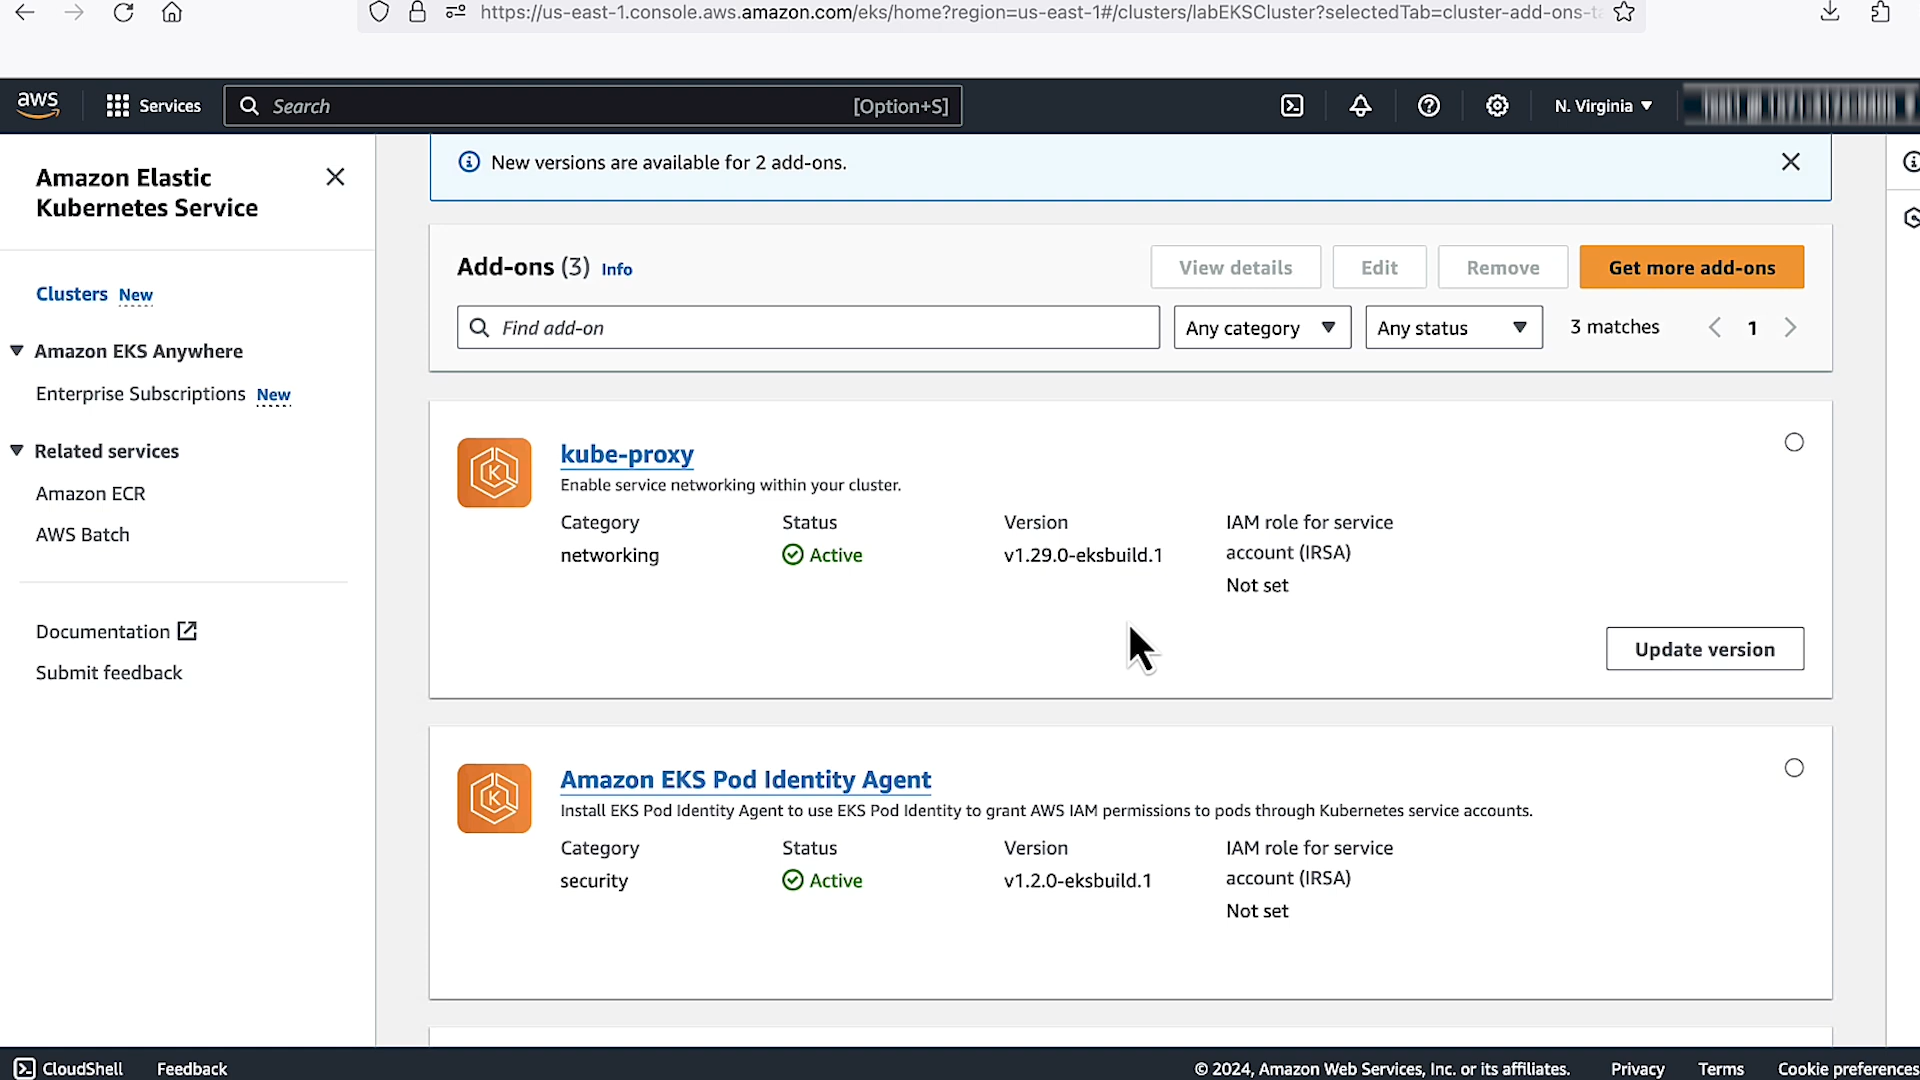 https://us-east-1.console.aws.amazon.com/eks/home?region=us-east-1#/clusters/labEKSCluster?selectedTab=cluster-add-ons-ta
aws
Services
Search
[Option+S]
N. Virginia
Amazon Elastic
Kubernetes Service
Clusters New
Amazon EKS Anywhere
Enterprise Subscriptions New
Related services
Amazon ECR
AWS Batch
Documentation
Submit feedback
New versions are available for 2 add-ons.
Add-ons (3) Info
View details
Edit
Remove
Get more add-ons
Find add-on
Any category
Any status
3 matches
1
kube-proxy
Enable service networking within your cluster.
Category
networking
Status
Active
Version
v1.29.0-eksbuild.1
IAM role for service
account (IRSA)
Not set
Update version
Amazon EKS Pod Identity Agent
Install EKS Pod Identity Agent to use EKS Pod Identity to grant AWS IAM permissions to pods through Kubernetes service accounts.
Category
security
Status
Active
Version
v1.2.0-eksbuild.1
IAM role for service
account (IRSA)
Not set
CloudShell
Feedback
© 2024, Amazon Web Services, Inc. or its affiliates.
Privacy
Terms
Cookie preferences